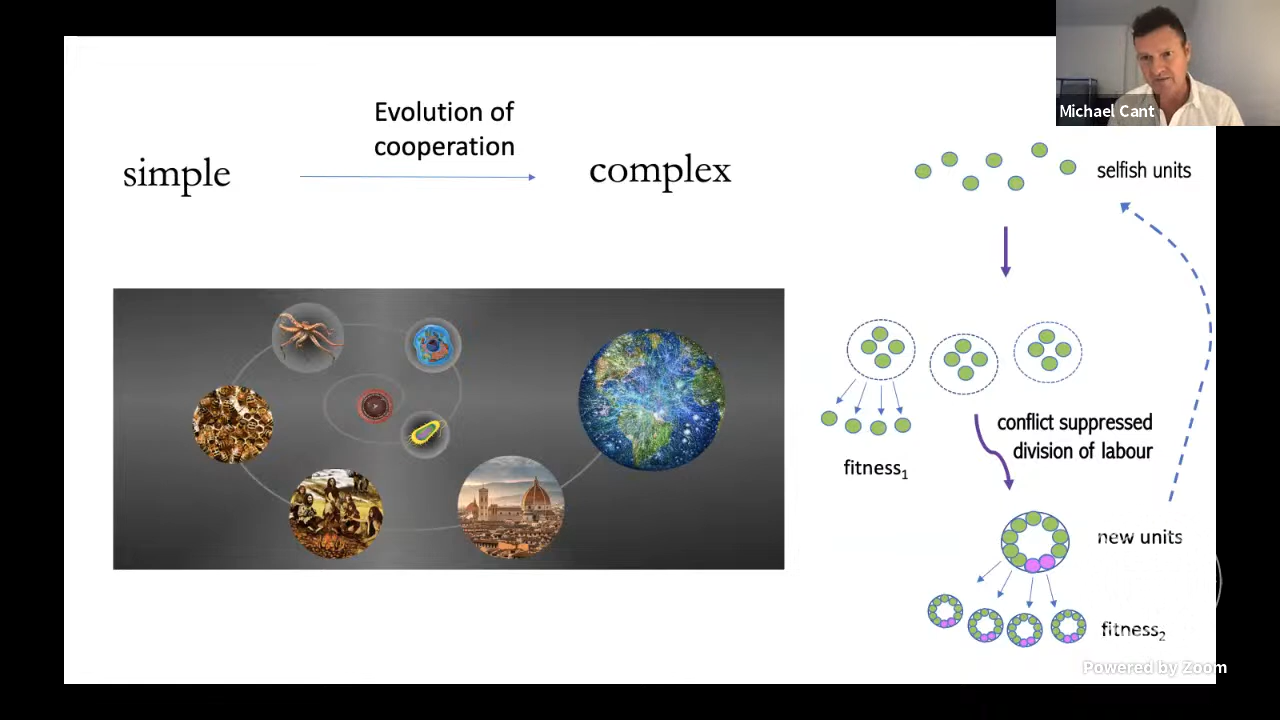 Michael Cant
Evolution of
cooperation
simple
complex
selfish units
conflict suppressed
division of labour
fitness₁
new units
fitness₂
Powered by Zoom